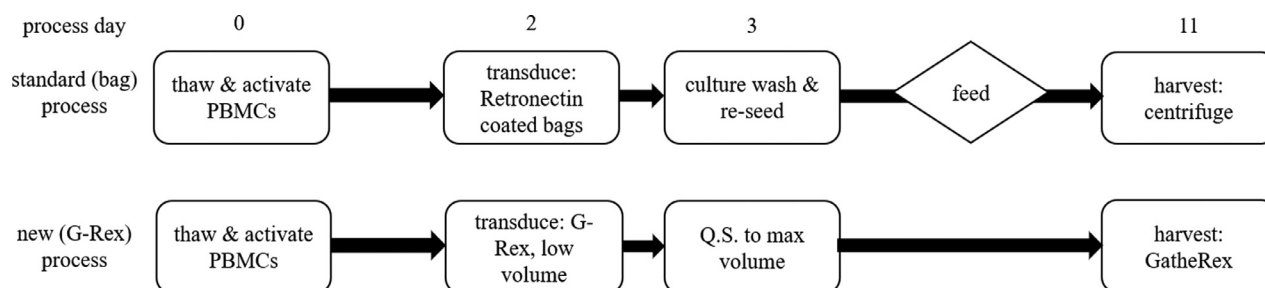 process day
0
2
3
11
standard (bag)
process
thaw & activate
PBMCs
transduce:
Retronectin
coated bags
culture wash &
re-seed
feed
harvest:
centrifuge
new (G-Rex)
process
thaw & activate
PBMCs
transduce: G-
Rex, low
volume
Q.S. to max
volume
harvest:
GatheRex